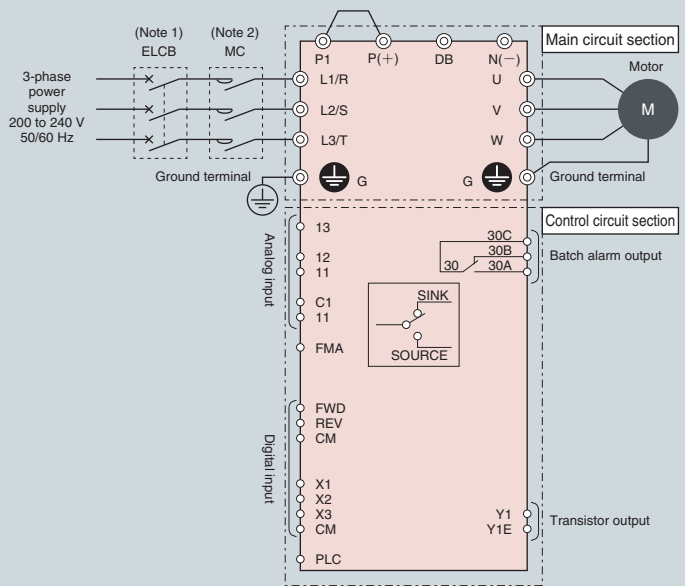 (Note 1)
ELCB
(Note 2)
MC
P1
P(+)
DB
N(−)
Main circuit section
Motor
3-phase
power
supply
200 to 240 V
50/60 Hz
L1/R
U
L2/S
V
M
L3/T
W
Ground terminal
G
G
Ground terminal
Control circuit section
Analog input
13
12
11
C1
11
FMA
30C
30B
30
30A
Batch alarm output
SINK
SOURCE
Digital input
FWD
REV
CM
X1
X2
X3
CM
PLC
Y1
Y1E
Transistor output